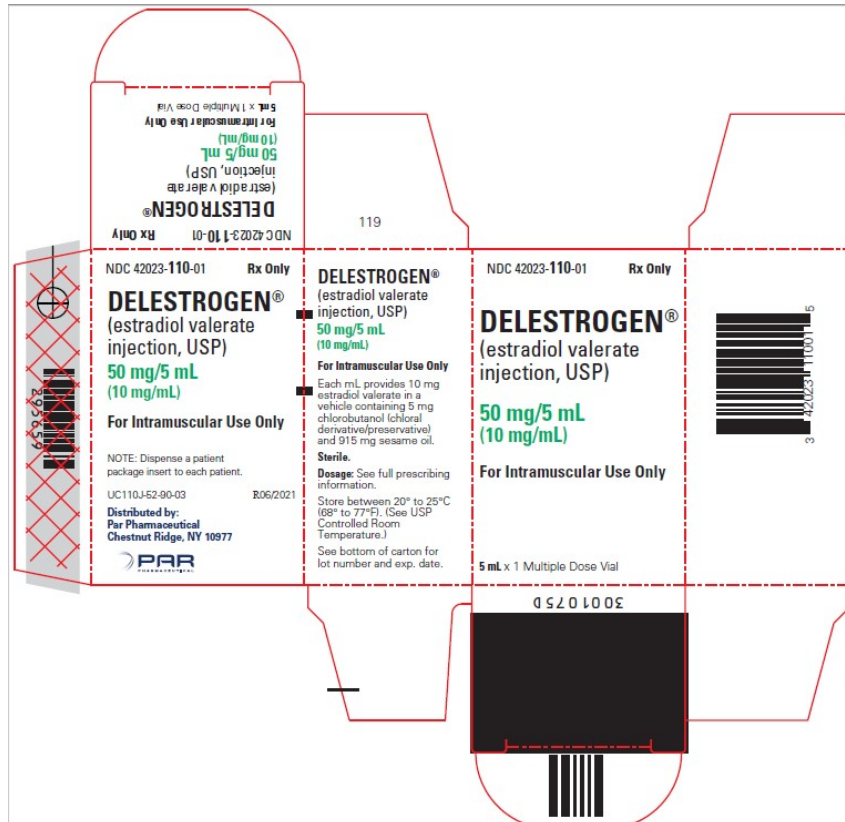 5 mL x 1 Multiple Dose Vial
For Intramuscular Use Only
(10 mg/mL)
50 mg/5 mL
injection, USP)
(estradiol valerate
DELESTROGEN®
NDC 42023-110-01 Rx Only
119
NDC 42023-110-01 Rx Only
DELESTROGEN®
(estradiol valerate
injection, USP)
50 mg/5 mL
(10 mg/mL)
For Intramuscular Use Only
NOTE: Dispense a patient
package insert to each patient.
UC110J-52-90-03 R06/2021
Distributed by:
Par Pharmaceutical
Chestnut Ridge, NY 10977
PAR
PHARMACEUTICAL
295659
DELESTROGEN®
(estradiol valerate
injection, USP)
50 mg/5 mL
(10 mg/mL)
For Intramuscular Use Only
Each mL provides 10 mg
estradiol valerate in a
vehicle containing 5 mg
chlorobutanol (chloral
derivative/preservative)
and 915 mg sesame oil.
Sterile.
Dosage: See full prescribing
information.
Store between 20° to 25°C
(68° to 77°F). (See USP
Controlled Room
Temperature.)
See bottom of carton for
lot number and exp. date.
NDC 42023-110-01 Rx Only
DELESTROGEN®
(estradiol valerate
injection, USP)
50 mg/5 mL
(10 mg/mL)
For Intramuscular Use Only
5 mL x 1 Multiple Dose Vial
3 42023 11001 5
3001075D